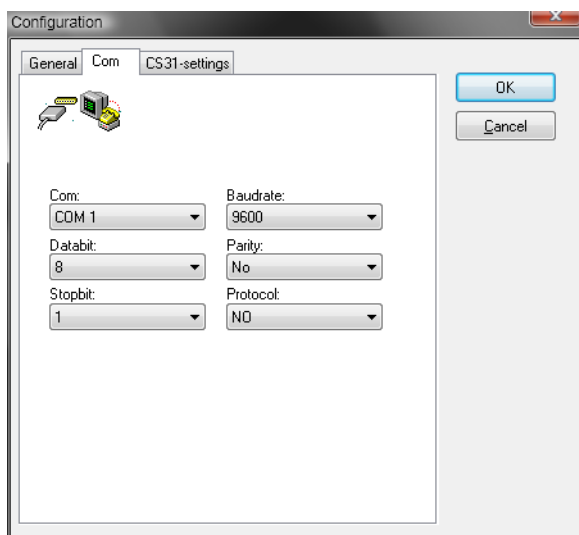 Configuration
General Com CS31-settings
OK
Cancel
Com: Baudrate:
COM 1 9600
Databit: Parity:
8 No
Stopbit: Protocol:
1 NO